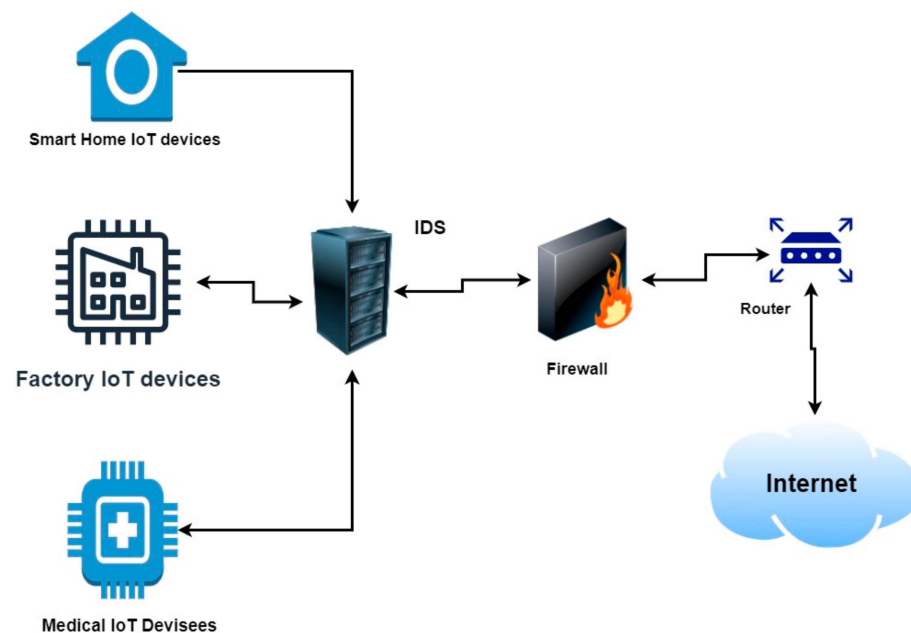 Smart Home IoT devices
IDS
Factory IoT devices
Firewall
Router
Internet
Medical IoT Devisees